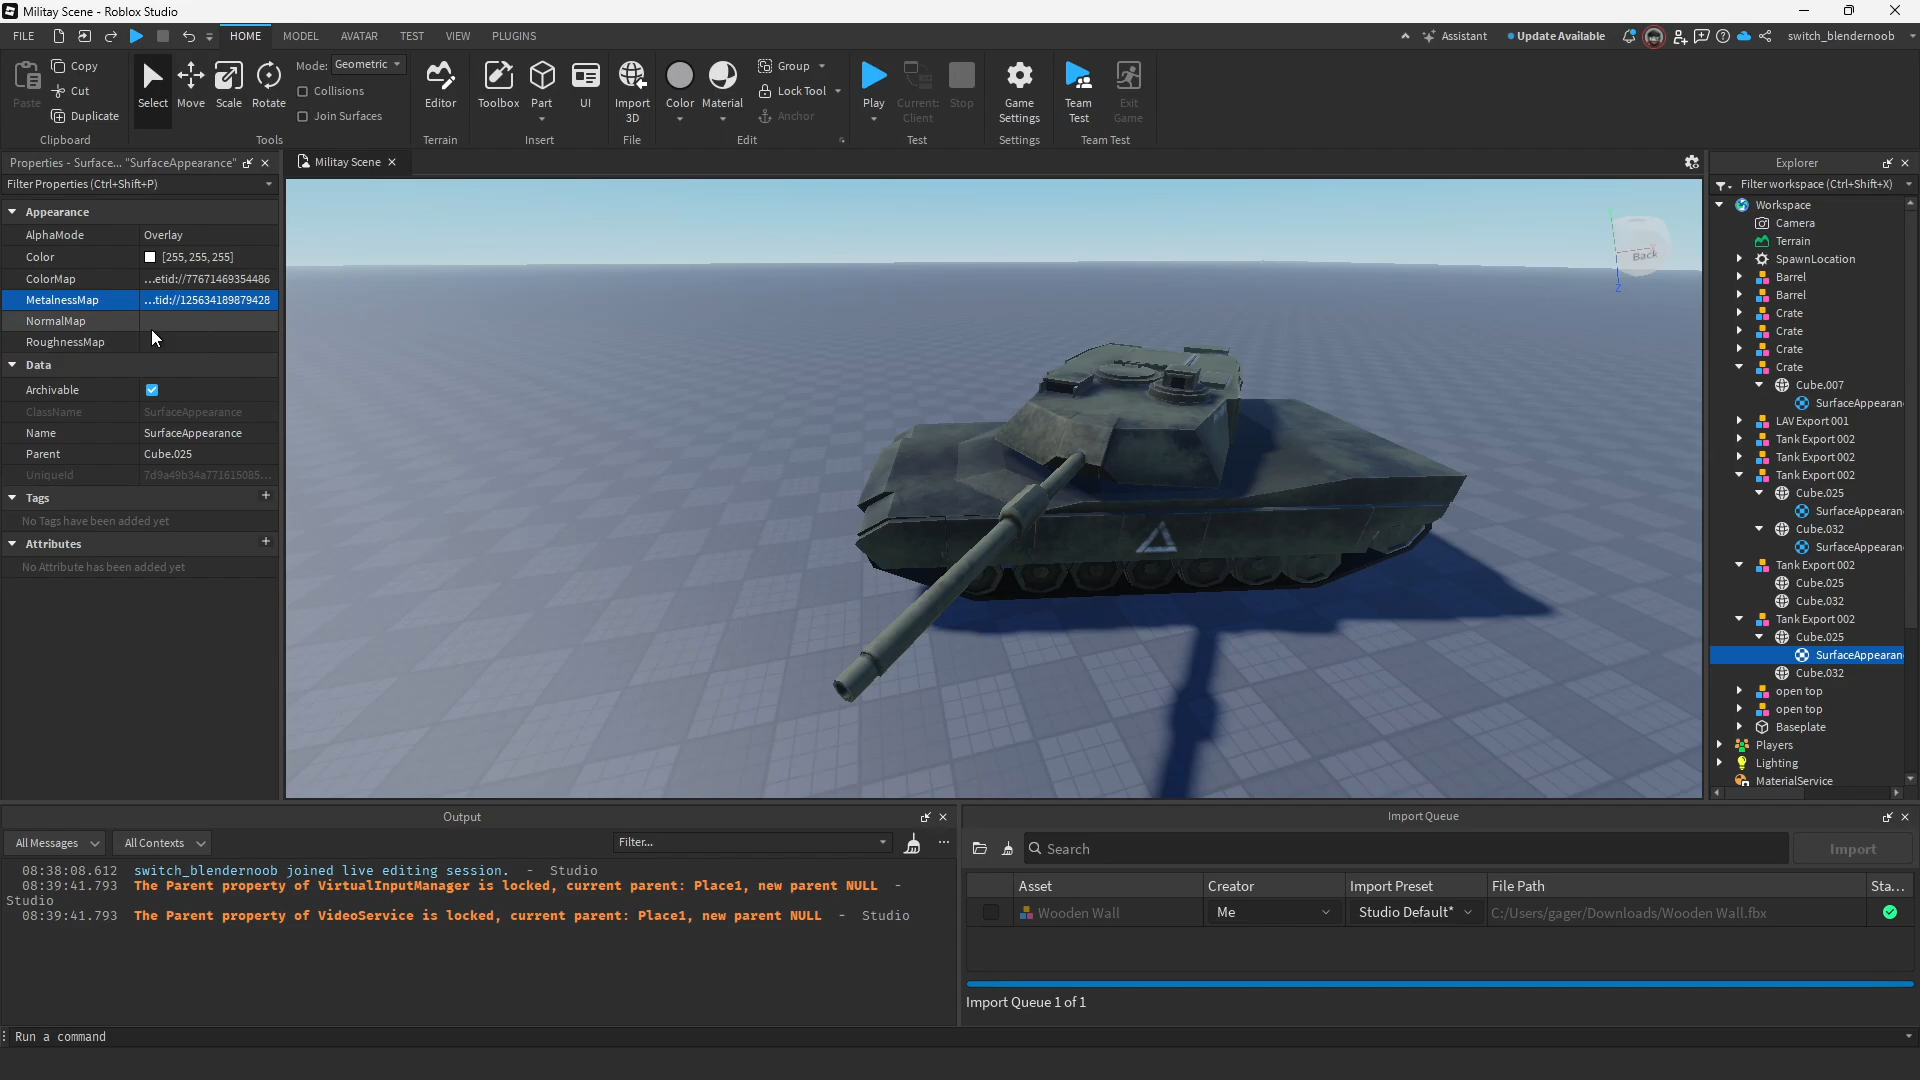 Militay Scene - Roblox Studio
FILE
HOME
MODEL
AVATAR
TEST
VIEW
PLUGINS
Assistant
Update Available
switch_blendernoob
Paste
Copy
Cut
Duplicate
Clipboard
Select
Move
Scale
Rotate
Mode: Geometric
Collisions
Join Surfaces
Tools
Editor
Terrain
Toolbox
Part
UI
Insert
Import
3D
File
Color
Material
Group
Lock Tool
Anchor
Edit
Play
Current:
Client
Stop
Test
Game
Settings
Settings
Team
Test
Exit
Game
Team Test
Properties - Surface... "SurfaceAppearance"
Filter Properties (Ctrl+Shift+P)
Appearance
AlphaMode Overlay
Color [255, 255, 255]
ColorMap ...etid://77671469354486
MetalnessMap ...tid://125634189879428
NormalMap
RoughnessMap
Data
Archivable
ClassName SurfaceAppearance
Name SurfaceAppearance
Parent Cube.025
UniqueId 7d9a49b34a771615085...
Tags +
No Tags have been added yet
Attributes +
No Attribute has been added yet
Militay Scene
Back
Z
Explorer
Filter workspace (Ctrl+Shift+X)
Workspace
Camera
Terrain
SpawnLocation
Barrel
Barrel
Crate
Crate
Crate
Crate
Cube.007
SurfaceAppearan
LAV Export 001
Tank Export 002
Tank Export 002
Tank Export 002
Cube.025
SurfaceAppearan
Cube.032
SurfaceAppearan
Tank Export 002
Cube.025
Cube.032
Tank Export 002
Cube.025
SurfaceAppearan
Cube.032
open top
open top
Baseplate
Players
Lighting
MaterialService
Output
All Messages
All Contexts
Filter...
08:38:08.612 switch_blendernoob joined live editing session. - Studio
08:39:41.793 The Parent property of VirtualInputManager is locked, current parent: Place1, new parent NULL -
Studio
08:39:41.793 The Parent property of VideoService is locked, current parent: Place1, new parent NULL - Studio
Import Queue
Search
Import
Asset Creator Import Preset File Path Sta...
Wooden Wall Me Studio Default* C:/Users/gager/Downloads/Wooden Wall.fbx
Import Queue 1 of 1
Run a command